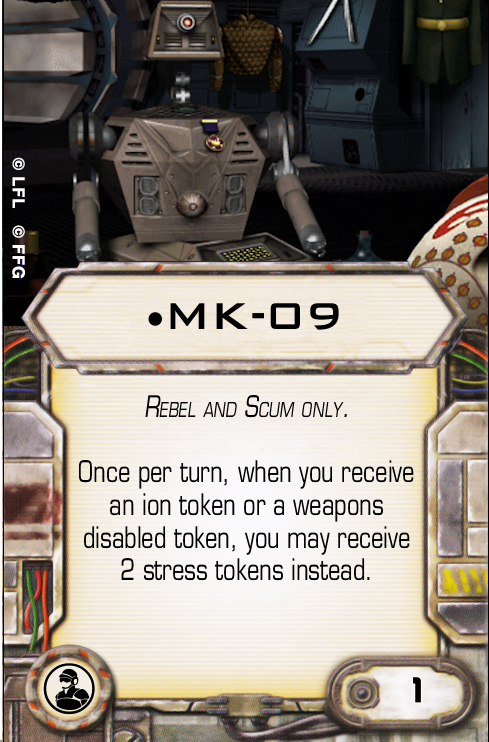 © LFL © FFG
•MK-09
Rebel and Scum only.
Once per turn, when you receive
an ion token or a weapons
disabled token, you may receive
2 stress tokens instead.
1